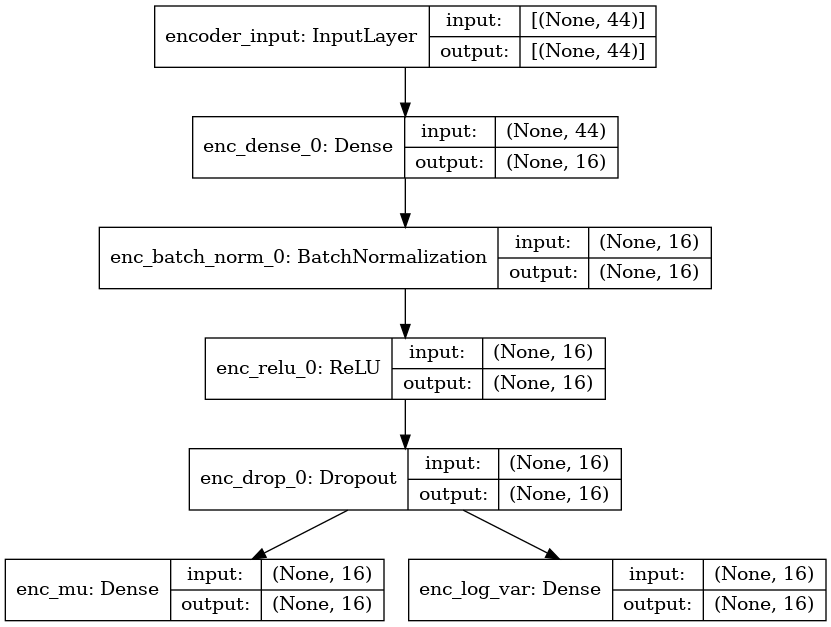 encoder_input: InputLayer
input: [(None, 44)]
output: [(None, 44)]
enc_dense_0: Dense
input: (None, 44)
output: (None, 16)
enc_batch_norm_0: BatchNormalization
input: (None, 16)
output: (None, 16)
enc_relu_0: ReLU
input: (None, 16)
output: (None, 16)
enc_drop_0: Dropout
input: (None, 16)
output: (None, 16)
enc_mu: Dense
input: (None, 16)
output: (None, 16)
enc_log_var: Dense
input: (None, 16)
output: (None, 16)